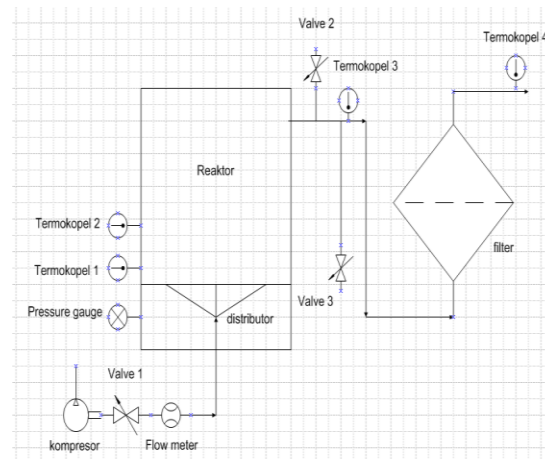 Valve 2
Termokopel 4
Termokopel 3
Reaktor
Termokopel 2
filter
Termokopel 1
Valve 3
Pressure gauge
distributor
Valve 1
kompresor
Flow meter